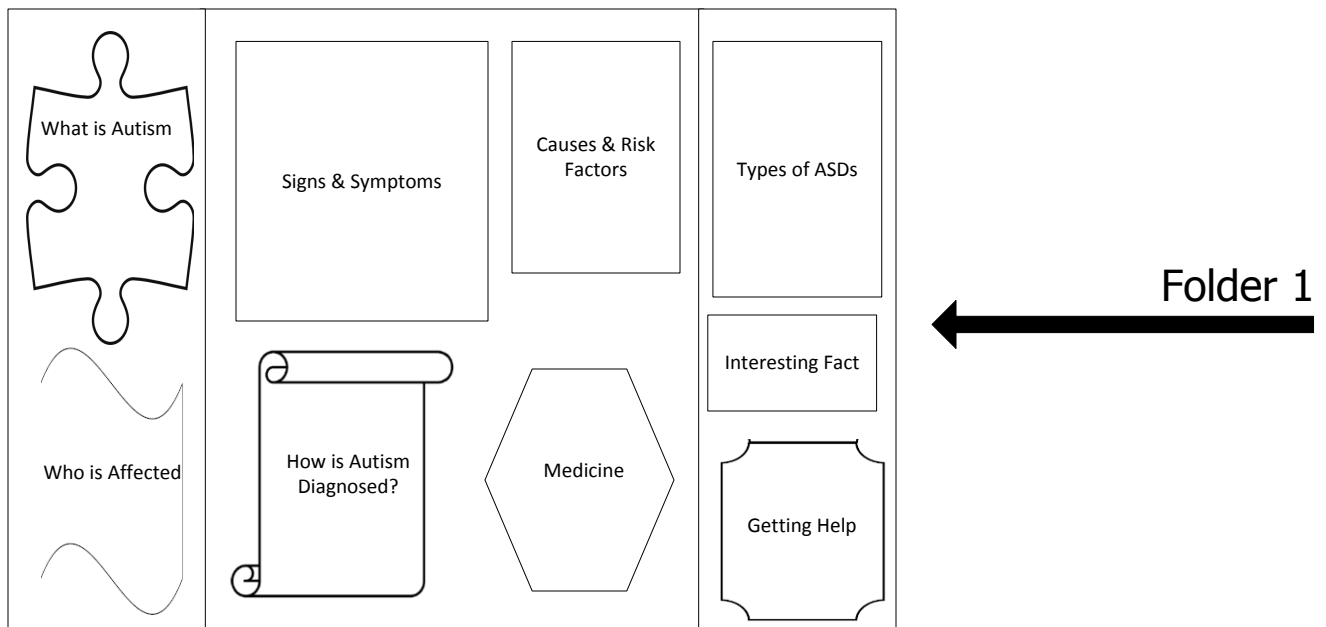 What is Autism
Who is Affected
Signs & Symptoms
Causes & Risk
Factors
How is Autism
Diagnosed?
Medicine
Types of ASDs
Interesting Fact
Getting Help
Folder 1